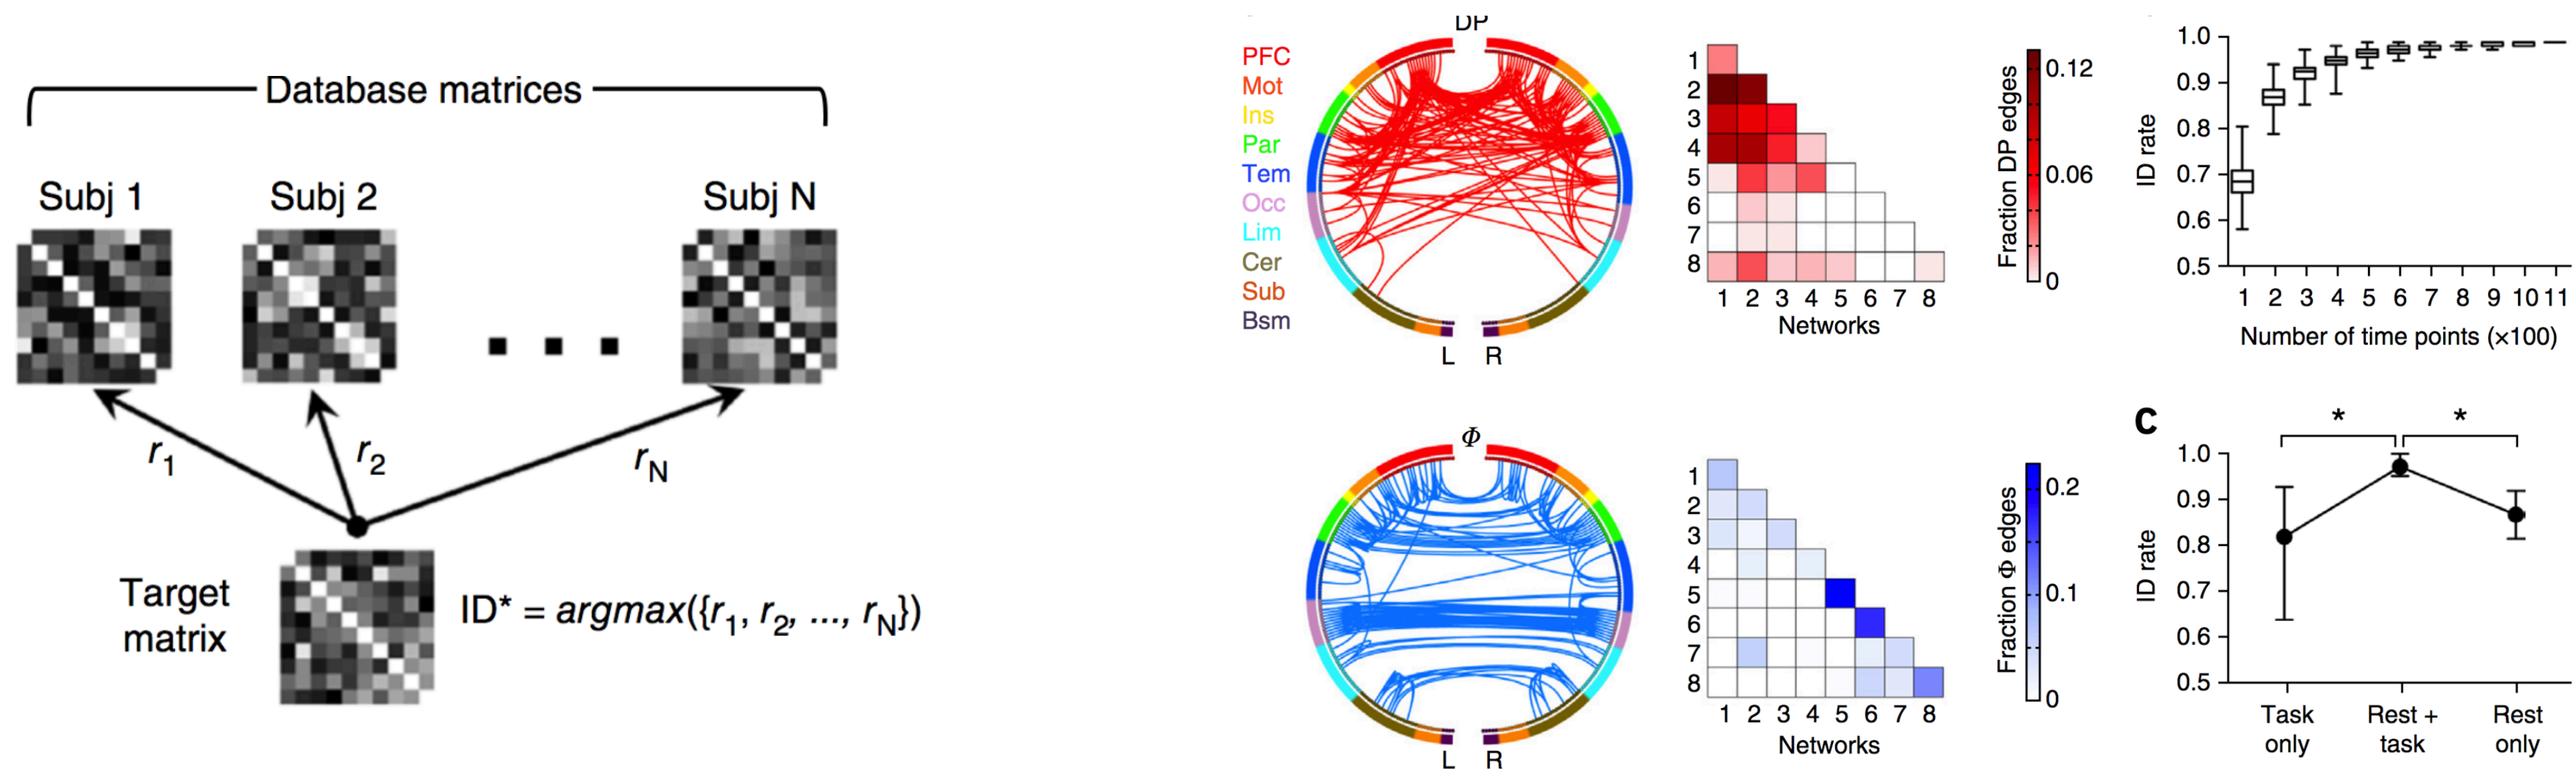 Database matrices
Subj 1
Subj 2
Subj N
r1
r2
rN
Target
matrix
ID* = argmax({r1, r2, ..., rN})
PFC
Mot
Ins
Par
Tem
Occ
Lim
Cer
Sub
Bsm
DP
L R
1
2
3
4
5
6
7
8
1 2 3 4 5 6 7 8
Networks
Fraction DP edges
0.12
0.06
0
Φ
L R
1
2
3
4
5
6
7
8
1 2 3 4 5 6 7 8
Networks
Fraction Φ edges
0.2
0.1
0
ID rate
1.0
0.9
0.8
0.7
0.6
0.5
1 2 3 4 5 6 7 8 9 10 11
Number of time points (×100)
c
* *
ID rate
1.0
0.9
0.8
0.7
0.6
0.5
Task only
Rest + task
Rest only